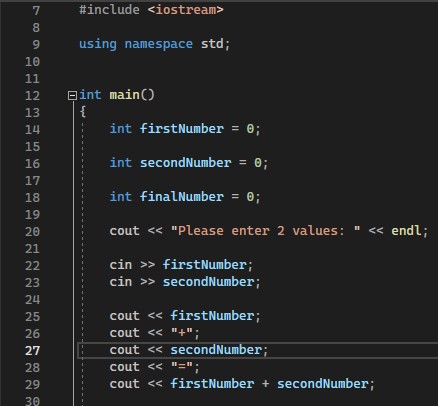 7 #include <iostream>
8
9 using namespace std;
10
11
12 int main()
13 {
14 int firstNumber = 0;
15
16 int secondNumber = 0;
17
18 int finalNumber = 0;
19
20 cout << "Please enter 2 values: " << endl;
21
22 cin >> firstNumber;
23 cin >> secondNumber;
24
25 cout << firstNumber;
26 cout << "+";
27 cout << secondNumber;
28 cout << "=";
29 cout << firstNumber + secondNumber;
30